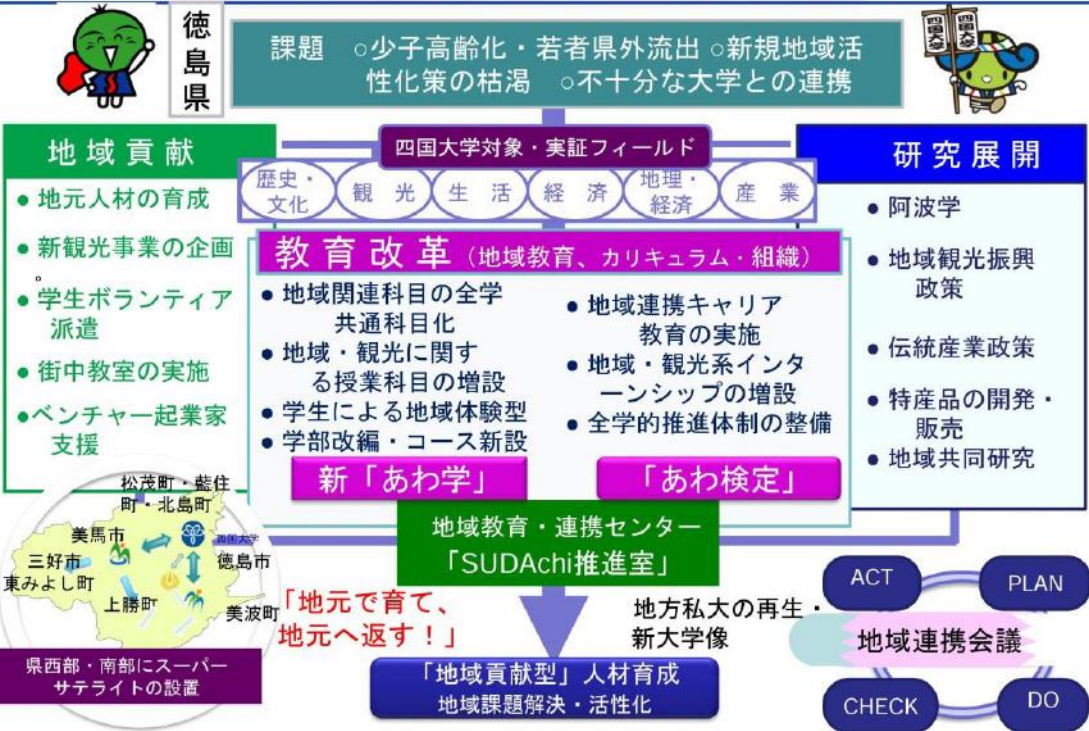 徳島県
課題 ○少子高齢化・若者県外流出 ○新規地域活
性化策の枯渇 ○不十分な大学との連携
四国大学
四国大学
四国大学対象・実証フィールド
歴史・
文化
観光
生活
経済
地理・
経済
産業
地域貢献
● 地元人材の育成
● 新観光事業の企画
。
● 学生ボランティア
派遣
● 街中教室の実施
●ベンチャー起業家
支援
教育改革(地域教育、カリキュラム・組織)
● 地域関連科目の全学
共通科目化
● 地域・観光に関す
る授業科目の増設
● 学生による地域体験型
● 学部改編・コース新設
● 地域連携キャリア
教育の実施
● 地域・観光系インタ
ーンシップの増設
● 全学的推進体制の整備
新「あわ学」
「あわ検定」
研究展開
● 阿波学
● 地域観光振興
政策
● 伝統産業政策
● 特産品の開発・
販売
● 地域共同研究
地域教育・連携センター
「SUDAchi推進室」
松茂町・藍住
町・北島町
美馬市
四国大学
三好市
徳島市
東みよし町
上勝町
美波町
県西部・南部にスーパー
サテライトの設置
「地元で育て、
地元へ返す!」
地方私大の再生・
新大学像
「地域貢献型」人材育成
地域課題解決・活性化
ACT
PLAN
地域連携会議
CHECK
DO